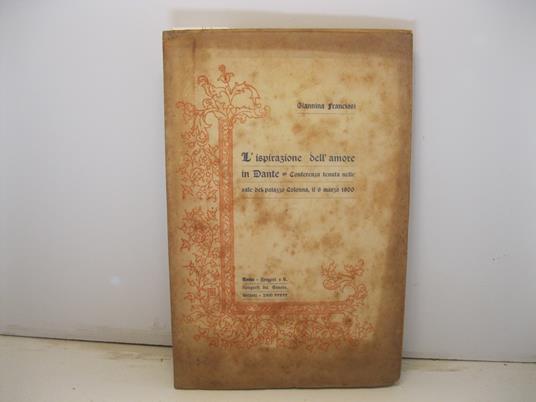 Giannina Franciosi
L'ispirazione dell'amore
in Dante = Conferenza tenuta nelle
sale del palazzo Colonna, il 6 marzo 1900
Roma - Forzani e C.
Tipografi del Senato
Editori -